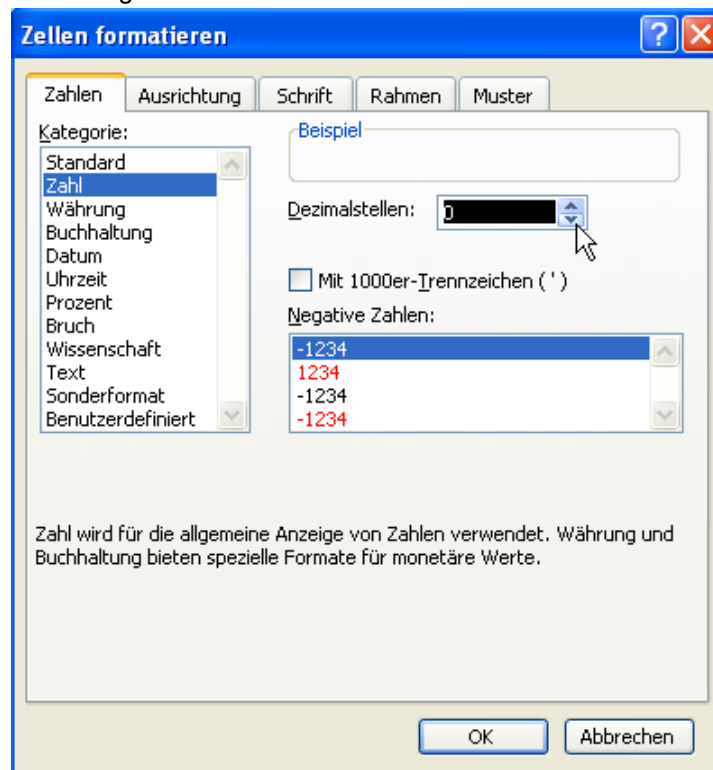 Zellen formatieren
Zahlen Ausrichtung Schrift Rahmen Muster
Kategorie:
Standard
Zahl
Währung
Buchhaltung
Datum
Uhrzeit
Prozent
Bruch
Wissenschaft
Text
Sonderformat
Benutzerdefiniert
Beispiel
Dezimalstellen: 0
Mit 1000er-Trennzeichen (')
Negative Zahlen:
-1234
1234
-1234
-1234
Zahl wird für die allgemeine Anzeige von Zahlen verwendet. Währung und
Buchhaltung bieten spezielle Formate für monetäre Werte.
OK Abbrechen